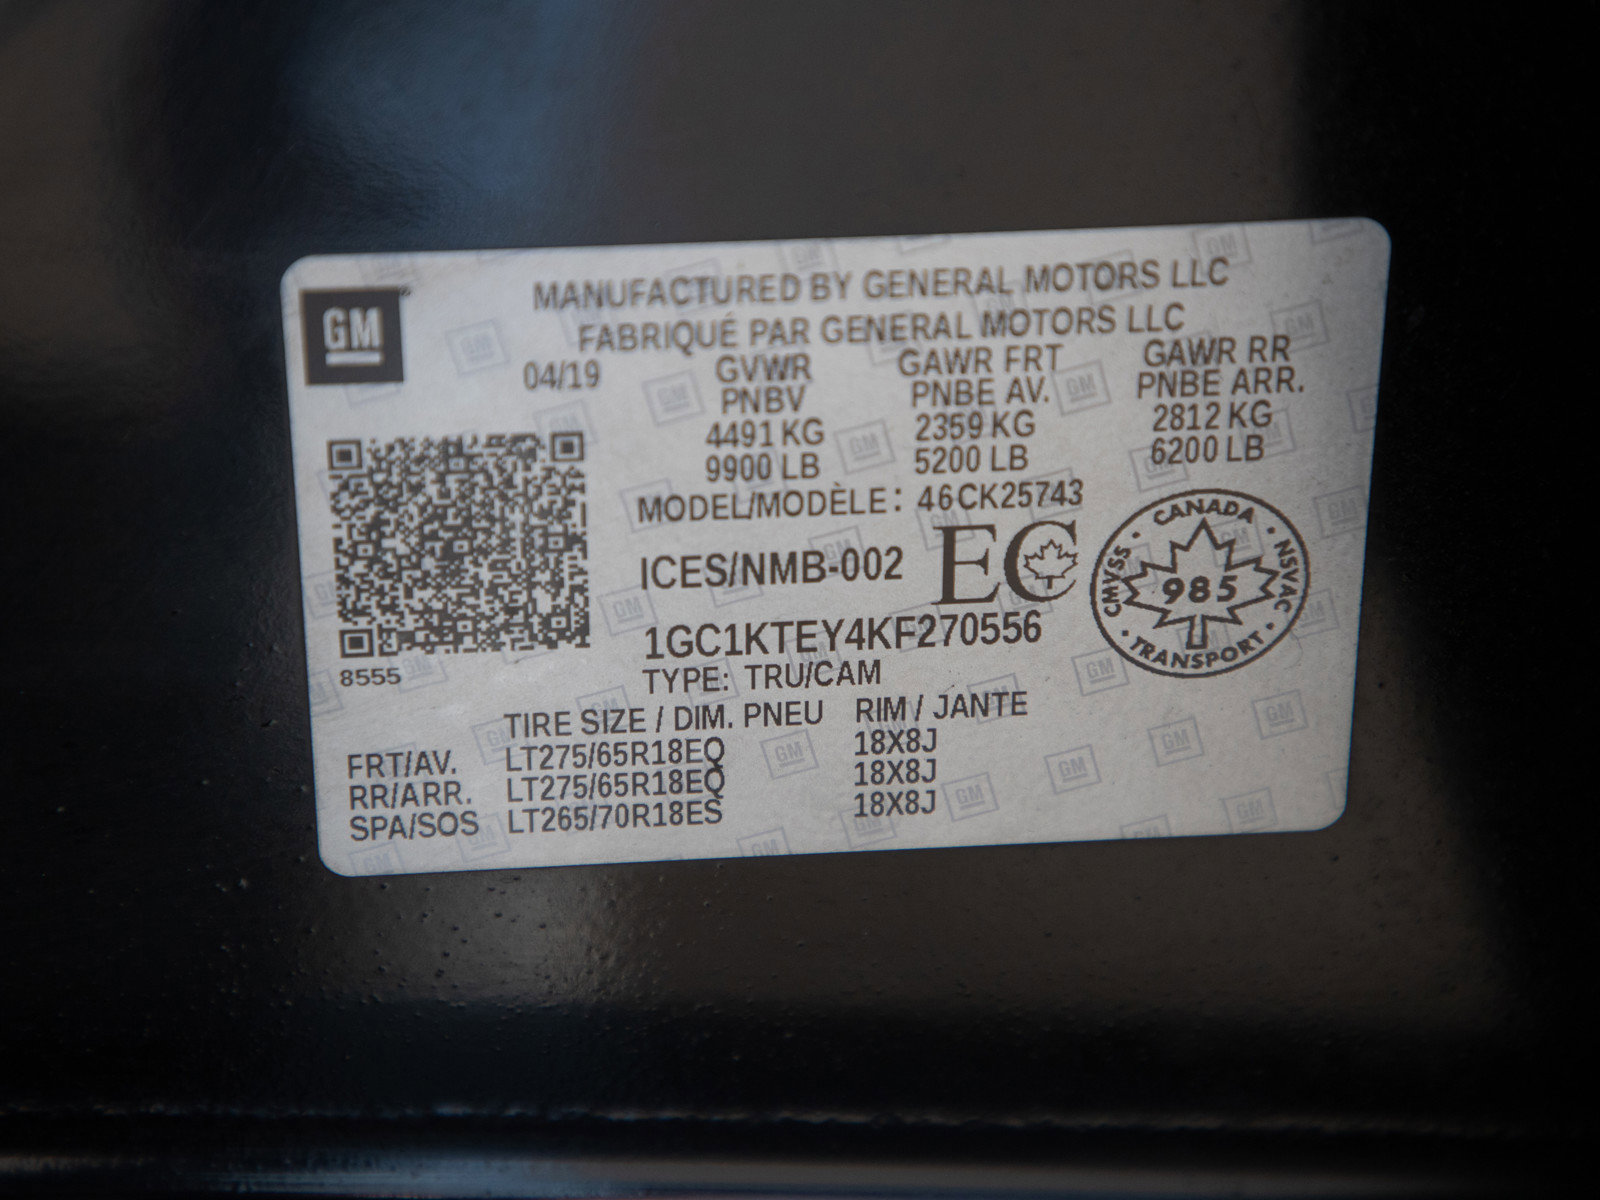 GM
MANUFACTURED BY GENERAL MOTORS LLC
FABRIQUÉ PAR GENERAL MOTORS LLC
04/19 GVWR GAWR FRT GAWR RR
PNBV PNBE AV. PNBE ARR.
4491 KG 2359 KG 2812 KG
9900 LB 5200 LB 6200 LB
MODEL/MODÈLE: 46CK25743
ICES/NMB-002 EC
CANADA · NSVAC · TRANSPORT · CMVSS ·
985
1GC1KTEY4KF270556
8555
TYPE: TRU/CAM
TIRE SIZE / DIM. PNEU RIM / JANTE
FRT/AV. LT275/65R18EQ 18X8J
RR/ARR. LT275/65R18EQ 18X8J
SPA/SOS LT265/70R18ES 18X8J